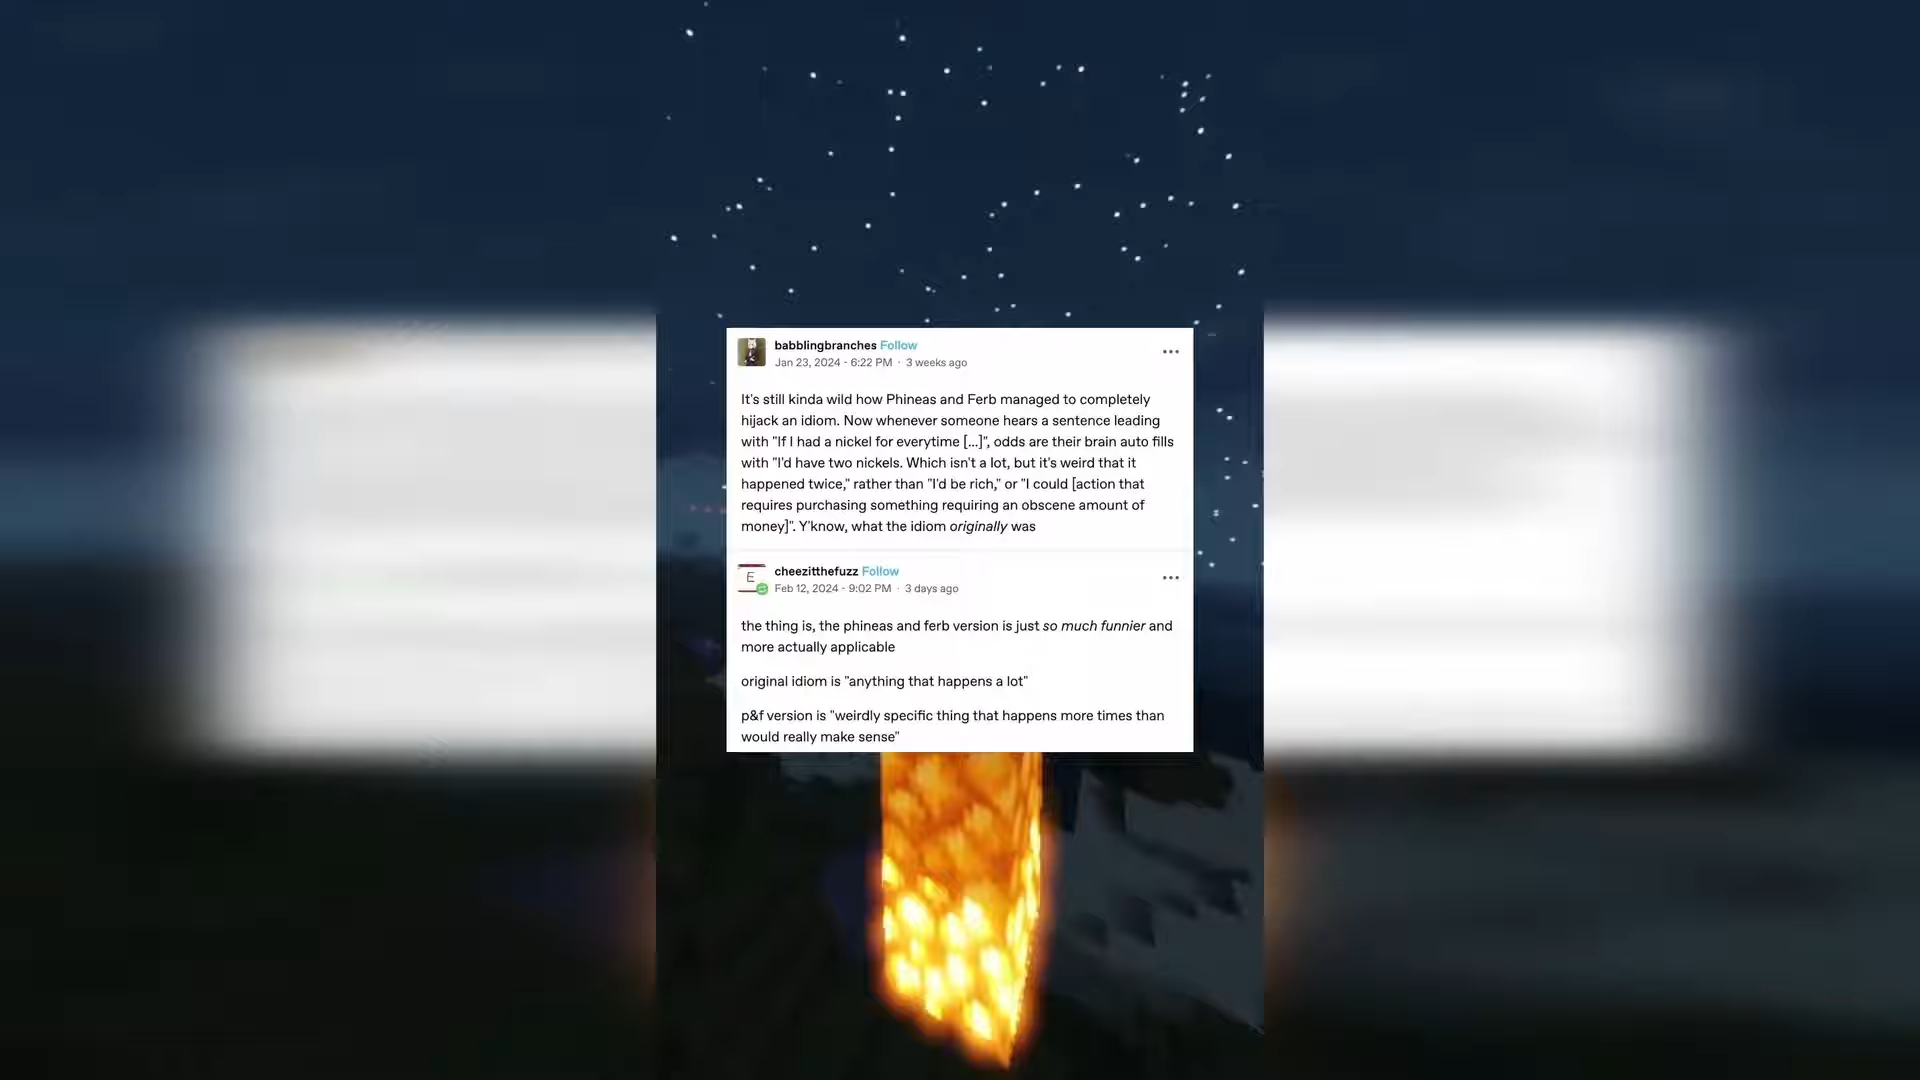 babblingbranches Follow
Jan 23, 2024 - 6:22 PM · 3 weeks ago
It's still kinda wild how Phineas and Ferb managed to completely
hijack an idiom. Now whenever someone hears a sentence leading
with "If I had a nickel for everytime [...]", odds are their brain auto fills
with "I'd have two nickels. Which isn't a lot, but it's weird that it
happened twice," rather than "I'd be rich," or "I could [action that
requires purchasing something requiring an obscene amount of
money]". Y'know, what the idiom originally was
E
cheezitthefuzz Follow
Feb 12, 2024 - 9:02 PM · 3 days ago
the thing is, the phineas and ferb version is just so much funnier and
more actually applicable
original idiom is "anything that happens a lot"
p&f version is "weirdly specific thing that happens more times than
would really make sense"